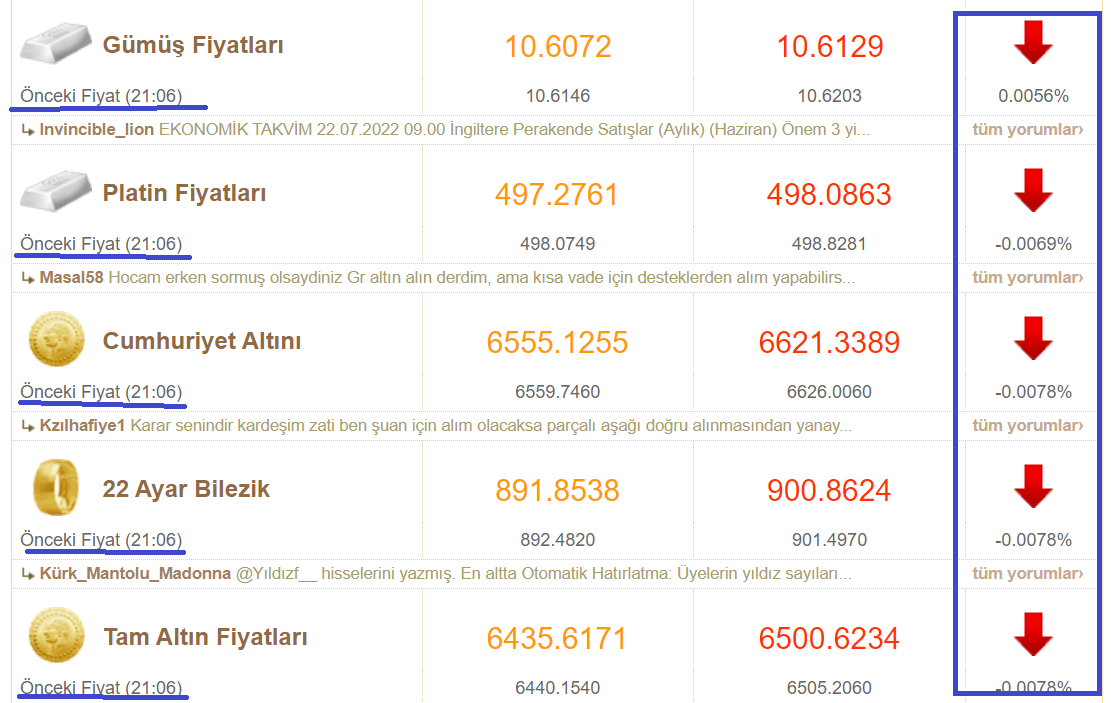 Gümüş Fiyatları 10.6072 10.6129
Önceki Fiyat (21:06) 10.6146 10.6203 0.0056%
Invincible_lion EKONOMİK TAKVİM 22.07.2022 09.00 İngiltere Perakende Satışlar (Aylık) (Haziran) Önem 3 yi... tüm yorumlar›
Platin Fiyatları 497.2761 498.0863
Önceki Fiyat (21:06) 498.0749 498.8281 -0.0069%
Masal58 Hocam erken sormuş olsaydiniz Gr altın alın derdim, ama kısa vade için desteklerden alım yapabilirs... tüm yorumlar›
Cumhuriyet Altını 6555.1255 6621.3389
Önceki Fiyat (21:06) 6559.7460 6626.0060 -0.0078%
Kzılhafiye1 Karar senindir kardeşim zati ben şuan için alım olacaksa parçalı aşağı doğru alınmasından yanay... tüm yorumlar›
22 Ayar Bilezik 891.8538 900.8624
Önceki Fiyat (21:06) 892.4820 901.4970 -0.0078%
Kürk_Mantolu_Madonna @Yıldızf__ hisselerini yazmış. En altta Otomatik Hatırlatma: Üyelerin yıldız sayıları... tüm yorumlar›
Tam Altın Fiyatları 6435.6171 6500.6234
Önceki Fiyat (21:06) 6440.1540 6505.2060 -0.0078%